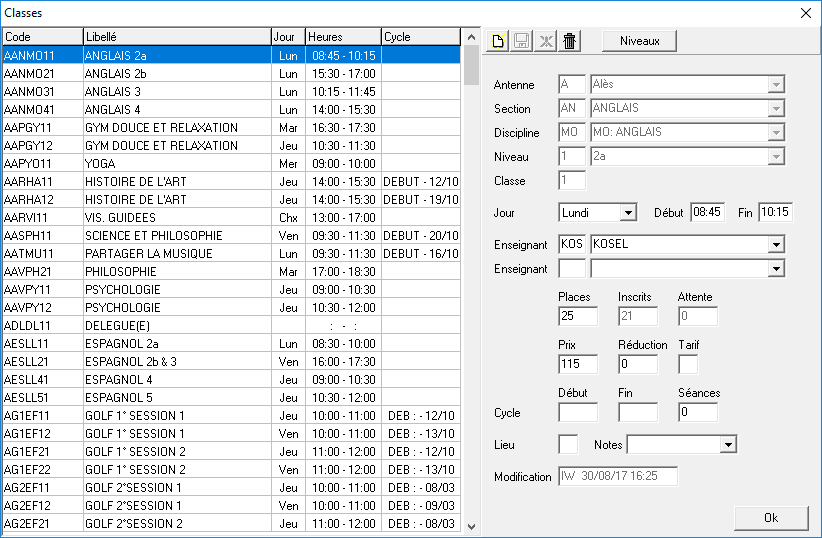 Classes
Code Libellé Jour Heures Cycle
AANMO11 ANGLAIS 2a Lun 08:45 - 10:15
AANMO21 ANGLAIS 2b Lun 15:30 - 17:00
AANMO31 ANGLAIS 3 Lun 10:15 - 11:45
AANMO41 ANGLAIS 4 Lun 14:00 - 15:30
AAPGY11 GYM DOUCE ET RELAXATION Mar 16:30 - 17:30
AAPGY12 GYM DOUCE ET RELAXATION Jeu 10:30 - 11:30
AAPYO11 YOGA Mer 09:00 - 10:00
AARHA11 HISTOIRE DE L'ART Jeu 14:00 - 15:30 DEBUT - 12/10
AARHA12 HISTOIRE DE L'ART Jeu 14:00 - 15:30 DEBUT - 19/10
AARVI11 VIS. GUIDEES Chx 13:00 - 17:00
AASPH11 SCIENCE ET PHILOSOPHIE Ven 09:30 - 11:30 DEBUT - 20/10
AATMU11 PARTAGER LA MUSIQUE Lun 09:30 - 11:30 DEBUT - 16/10
AAVPH21 PHILOSOPHIE Mar 17:00 - 18:30
AAVPY11 PSYCHOLOGIE Jeu 09:00 - 10:30
AAVPY12 PSYCHOLOGIE Jeu 10:30 - 12:00
ADLDL11 DELEGUE(E) : - :
AESLL11 ESPAGNOL 2a Lun 08:30 - 10:00
AESLL21 ESPAGNOL 2b & 3 Ven 16:00 - 17:30
AESLL41 ESPAGNOL 4 Jeu 09:00 - 10:30
AESLL51 ESPAGNOL 5 Jeu 10:30 - 12:00
AG1EF11 GOLF 1° SESSION 1 Jeu 10:00 - 11:00 DEB : - 12/10
AG1EF12 GOLF 1° SESSION 1 Ven 10:00 - 11:00 DEB : - 13/10
AG1EF21 GOLF 1° SESSION 2 Jeu 11:00 - 12:00 DEB : - 12/10
AG1EF22 GOLF 1° SESSION 2 Ven 11:00 - 12:00 DEB : - 13/10
AG2EF11 GOLF 2°SESSION 1 Jeu 10:00 - 11:00 DEB : - 08/03
AG2EF12 GOLF 2°SESSION 1 Ven 10:00 - 11:00 DEB : - 09/03
AG2EF21 GOLF 2°SESSION 2 Jeu 11:00 - 12:00 DEB : - 08/03
Niveaux
Antenne A Alès
Section AN ANGLAIS
Discipline MO MO: ANGLAIS
Niveau 1 2a
Classe 1
Jour Lundi Début 08:45 Fin 10:15
Enseignant KOS KOSEL
Enseignant
Places Inscrits Attente
25 21 0
Prix Réduction Tarif
115 0
Début Fin Séances
Cycle 0
Lieu Notes
Modification IW 30/08/17 16:25
Ok